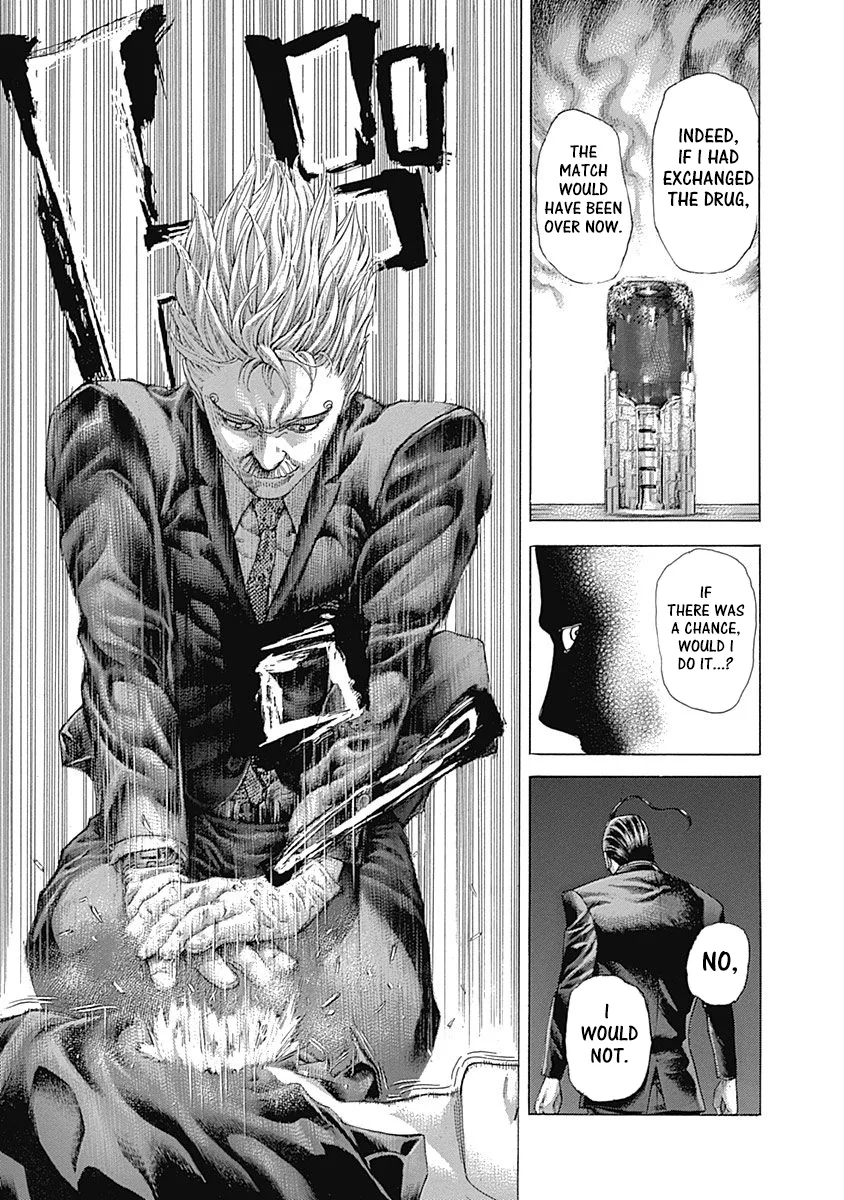 INDEED,
IF I HAD
EXCHANGED
THE DRUG,
THE
MATCH
WOULD
HAVE BEEN
OVER NOW.
IF
THERE WAS
A CHANCE,
WOULD I
DO IT...?
NO,
I
WOULD
NOT.